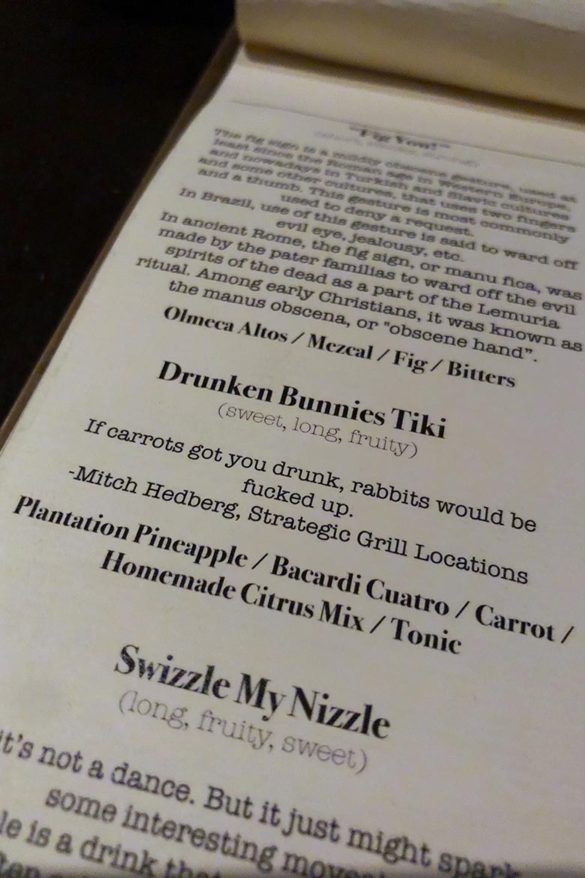 "Fig You!"
The fig sign is a mildly obscene gesture, used at
least since the Roman age in Western Europe
and nowadays in Turkish and Slavic cultures
and some other cultures, that uses two fingers
and a thumb. This gesture is most commonly
used to deny a request.
In Brazil, use of this gesture is said to ward off
evil eye, jealousy, etc.
In ancient Rome, the fig sign, or manu fica, was
made by the pater familias to ward off the evil
spirits of the dead as a part of the Lemuria
ritual. Among early Christians, it was known as
the manus obscena, or "obscene hand".
Olmeca Altos / Mezcal / Fig / Bitters
Drunken Bunnies Tiki
(sweet, long, fruity)
If carrots got you drunk, rabbits would be
fucked up.
-Mitch Hedberg, Strategic Grill Locations
Plantation Pineapple / Bacardi Cuatro / Carrot /
Homemade Citrus Mix / Tonic
Swizzle My Nizzle
(long, fruity, sweet)
it's not a dance. But it just might spark
some interesting moves
is a drink that